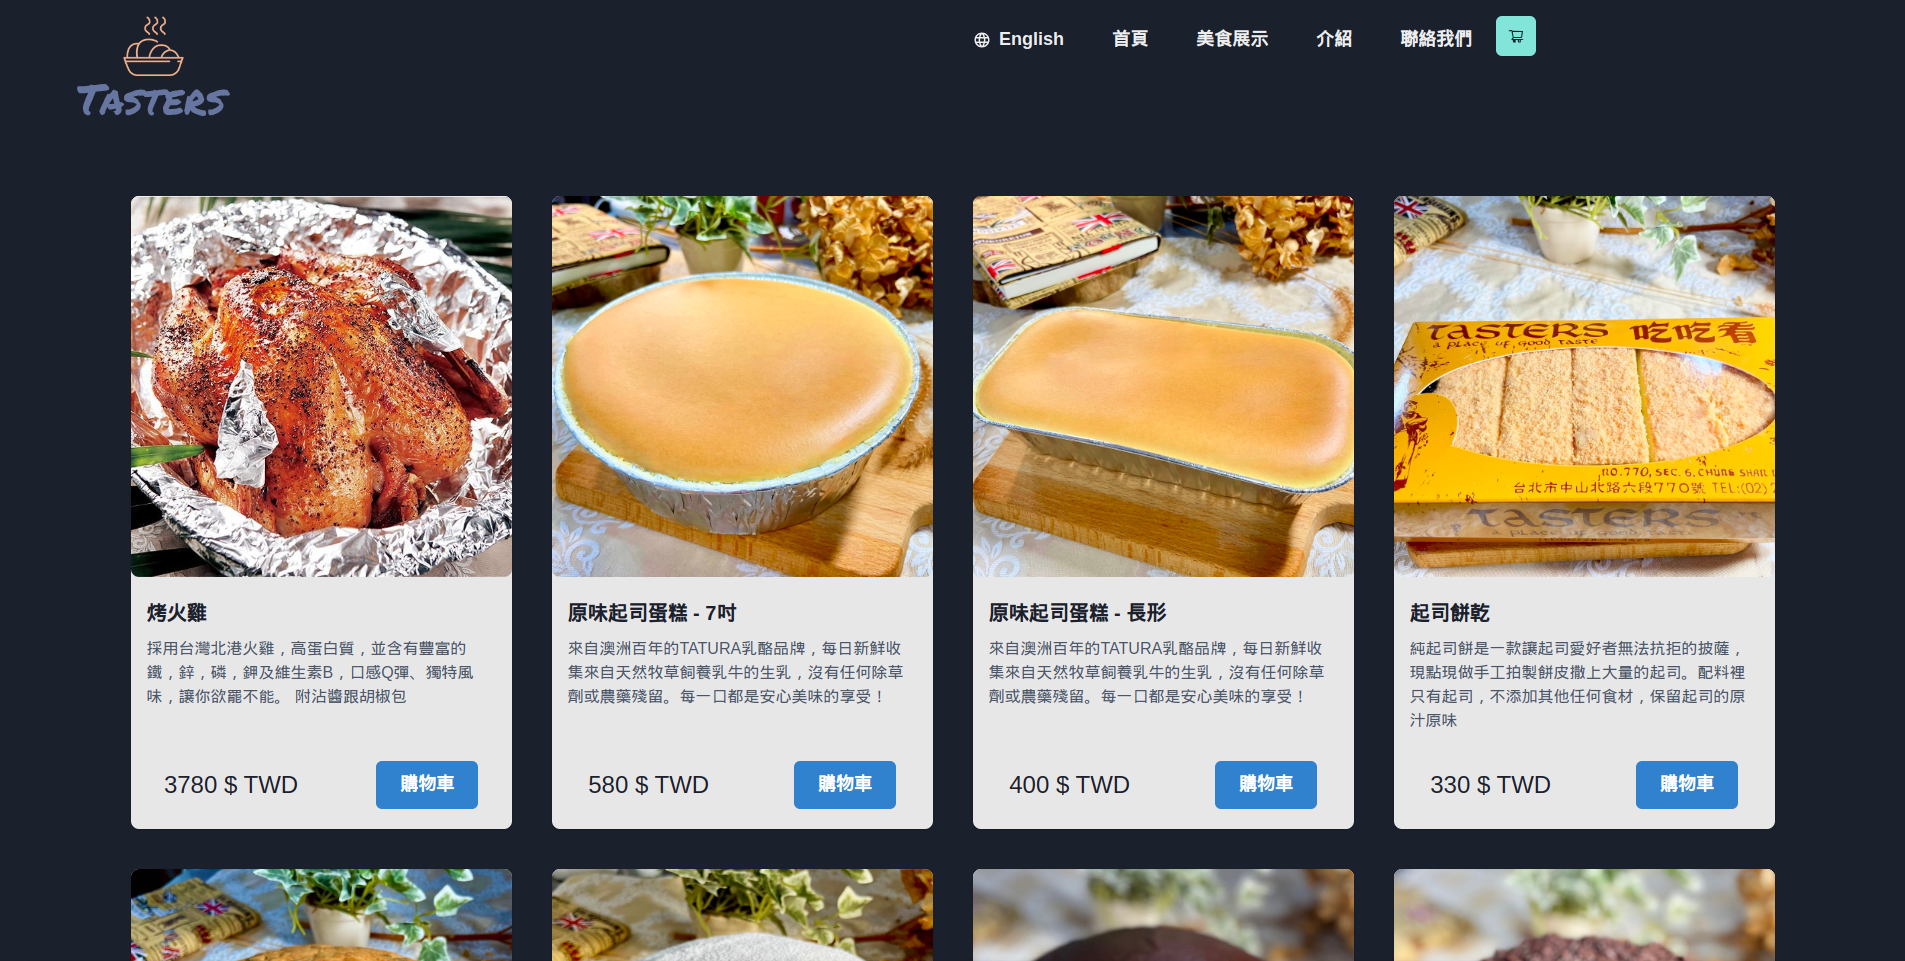 TASTERS
English 首頁 美食展示 介紹 聯絡我們
TASTERS 吃吃看
a place of good taste
NO.770, SEC. 6, CHUNG SHAN
台北市中山北路六段770號 TEL:(02)
TASTERS
烤火雞
採用台灣北港火雞，高蛋白質，並含有豐富的
鐵，鋅，磷，鉀及維生素B，口感Q彈、獨特風
味，讓你欲罷不能。 附沾醬跟胡椒包
3780 $ TWD 購物車
原味起司蛋糕 - 7吋
來自澳洲百年的TATURA乳酪品牌，每日新鮮收
集來自天然牧草飼養乳牛的生乳，沒有任何除草
劑或農藥殘留。每一口都是安心美味的享受！
580 $ TWD 購物車
原味起司蛋糕 - 長形
來自澳洲百年的TATURA乳酪品牌，每日新鮮收
集來自天然牧草飼養乳牛的生乳，沒有任何除草
劑或農藥殘留。每一口都是安心美味的享受！
400 $ TWD 購物車
起司餅乾
純起司餅是一款讓起司愛好者無法抗拒的披薩，
現點現做手工拍製餅皮撒上大量的起司。配料裡
只有起司，不添加其他任何食材，保留起司的原
汁原味
330 $ TWD 購物車